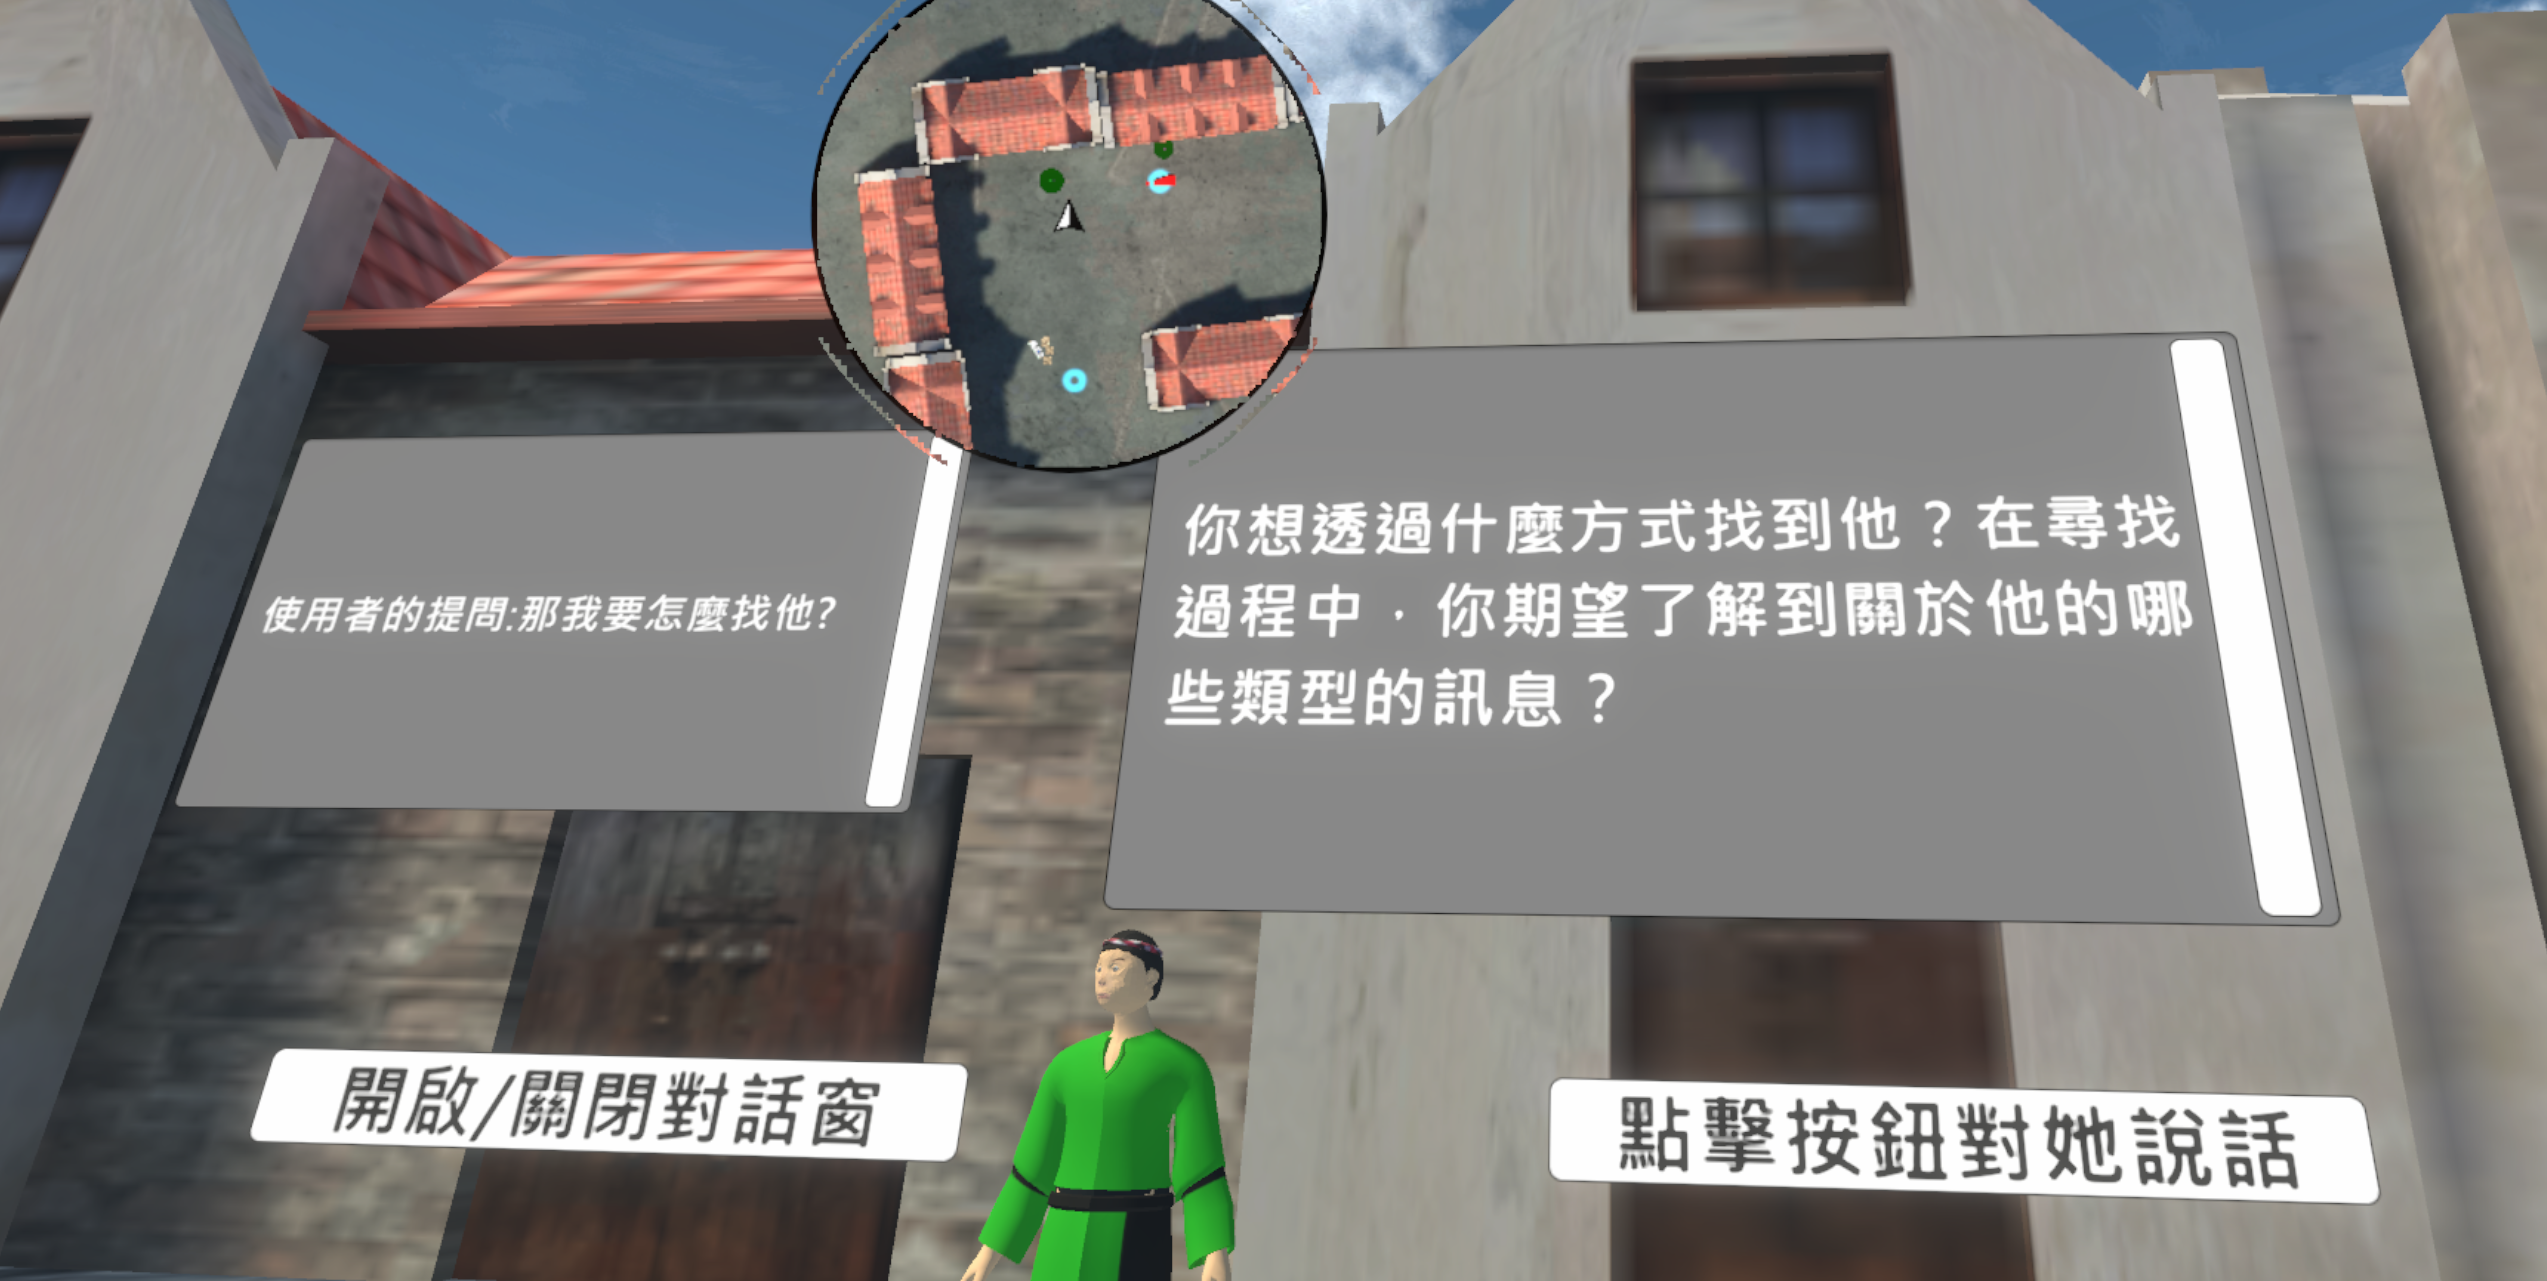 使用者的提問:那我要怎麼找他?
你想透過什麼方式找到他？在尋找
過程中，你期望了解到關於他的哪
些類型的訊息？
開啟/關閉對話窗
點擊按鈕對她說話